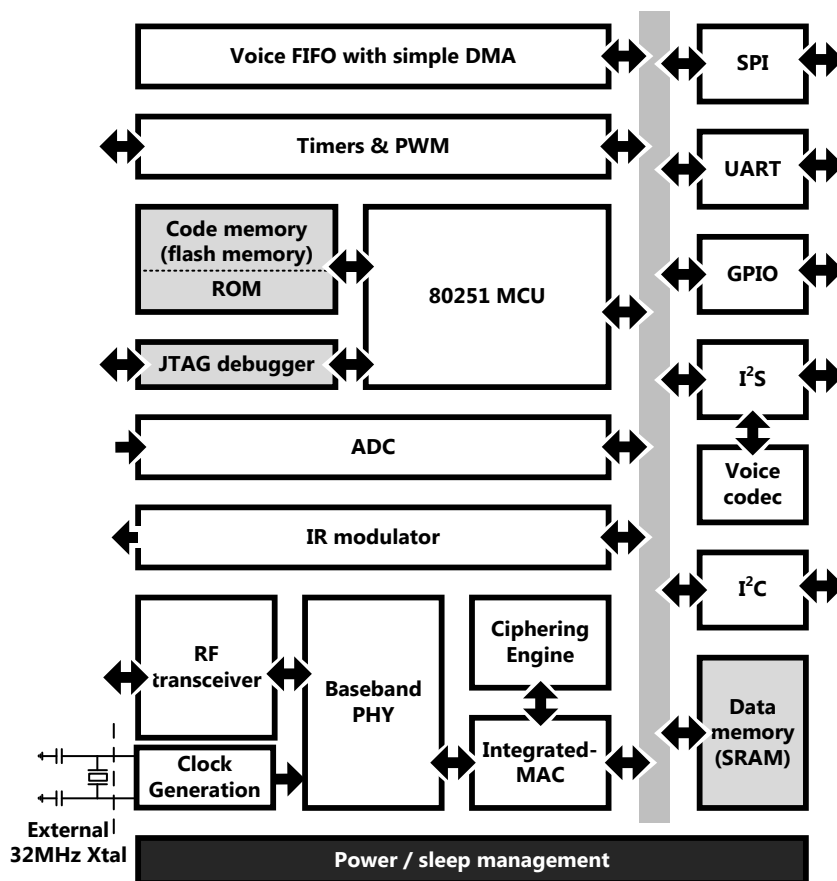 Voice FIFO with simple DMA
SPI
Timers & PWM
UART
Code memory
(flash memory)
ROM
80251 MCU
GPIO
JTAG debugger
I²S
ADC
Voice
codec
IR modulator
I²C
RF
transceiver
Baseband
PHY
Ciphering
Engine
Integrated-
MAC
Data
memory
(SRAM)
Clock
Generation
External
32MHz Xtal
Power / sleep management